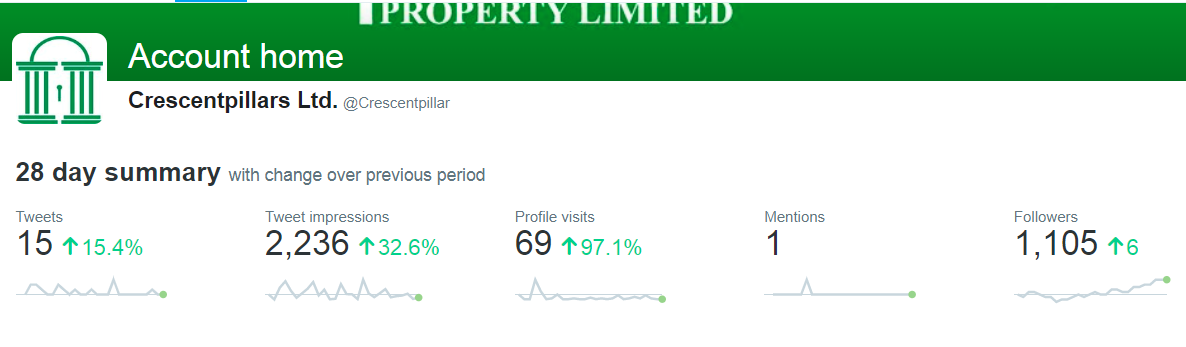 PROPERTY LIMITED
Account home
Crescentpillars Ltd. @Crescentpillar
28 day summary with change over previous period
Tweets
15 ↑15.4%
Tweet impressions
2,236 ↑32.6%
Profile visits
69 ↑97.1%
Mentions
1
Followers
1,105 ↑6